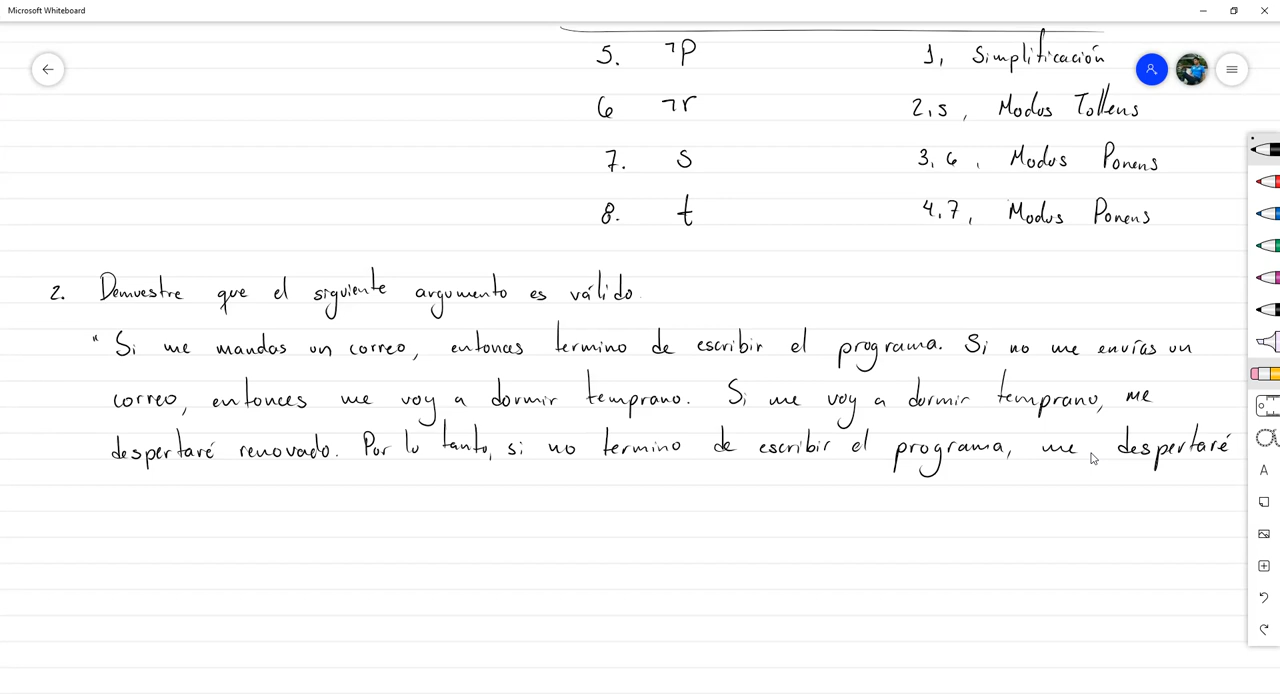 Microsoft Whiteboard
5. ¬p 1, Simplificación
6 ¬r 2,5, Modus Tollens
7. s 3,6, Modus Ponens
8. t 4,7, Modus Ponens
2. Demuestre que el siguiente argumento es válido.
"Si me mandas un correo, entonces termino de escribir el programa. Si no me envías un
correo, entonces me voy a dormir temprano. Si me voy a dormir temprano, me
despertaré renovado. Por lo tanto, si no termino de escribir el programa, me despertaré
A